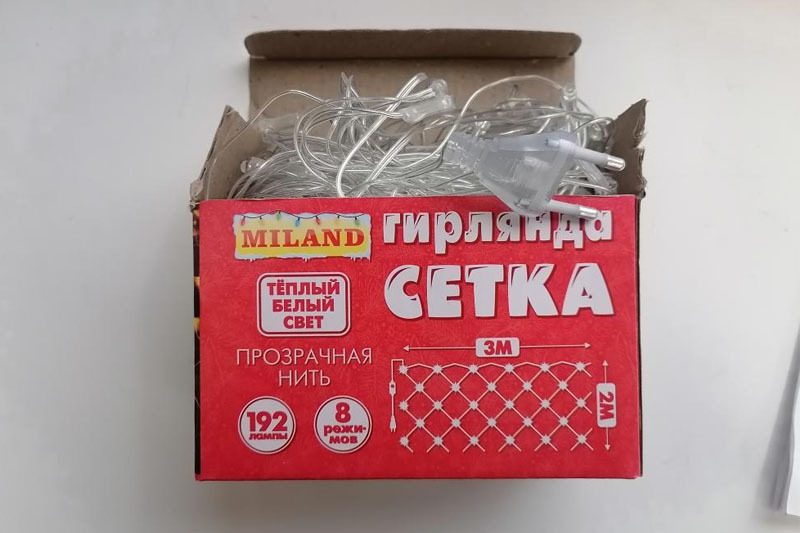 MILAND
гирлянда
СЕТКА
ТЁПЛЫЙ
БЕЛЫЙ
СВЕТ
ПРОЗРАЧНАЯ
НИТЬ
192
лампы
8
режи-
мов
3М
2М